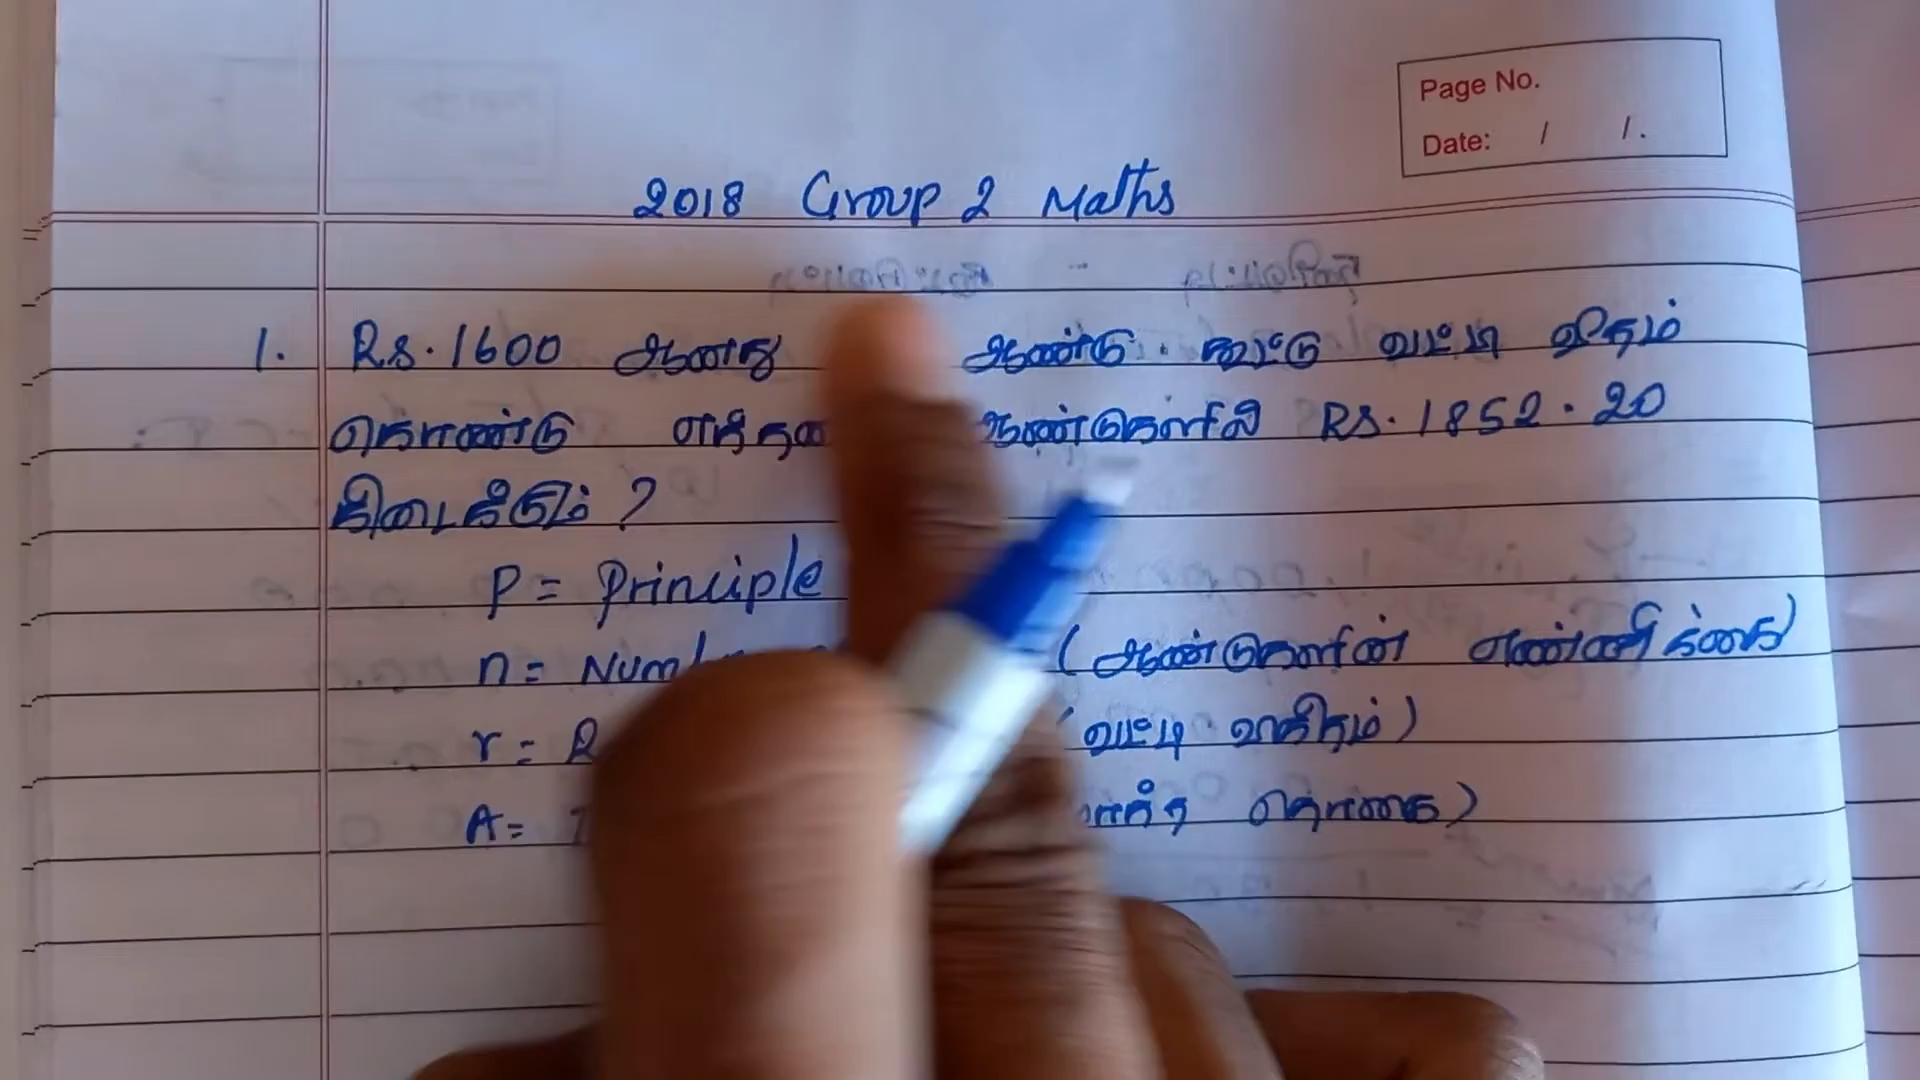 Page No.
Date: / /.
2018 Group 2 Maths
1. Rs. 1600 ஆனது ஆண்டு கூட்டு வட்டி வீதம்
கொண்டு ஆண்டுகளில் Rs. 1852.20
கிடைக்கும்?
P = Principle
n = (ஆண்டுகளின் எண்ணிக்கை)
r = (வட்டி வாகிதம்)
A = தொகை)